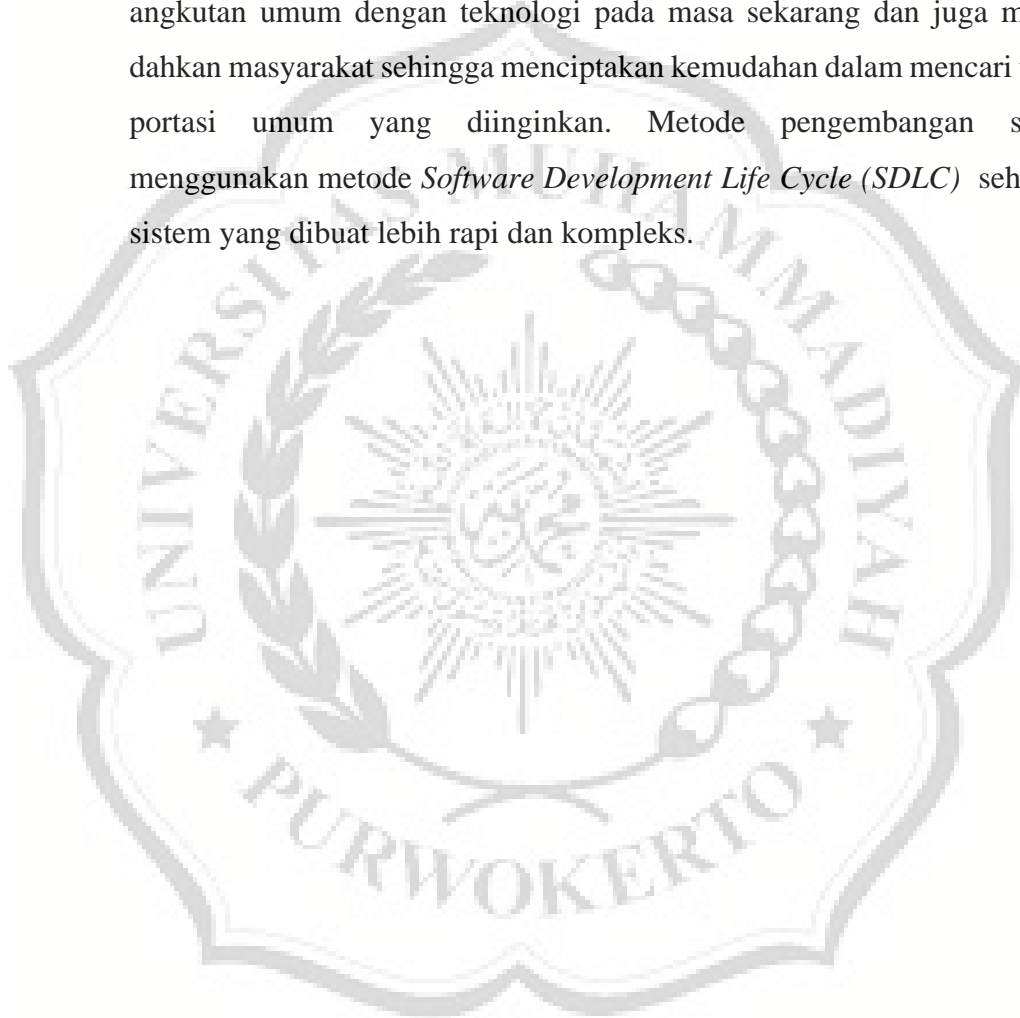 angkutan umum dengan teknologi pada masa sekarang dan juga m
dahkan masyarakat sehingga menciptakan kemudahan dalam mencari
portasi umum yang diinginkan. Metode pengembangan s
menggunakan metode Software Development Life Cycle (SDLC) seh
sistem yang dibuat lebih rapi dan kompleks.
UNIVERSITAS MUHAMMADIYAH
PURWOKERTO